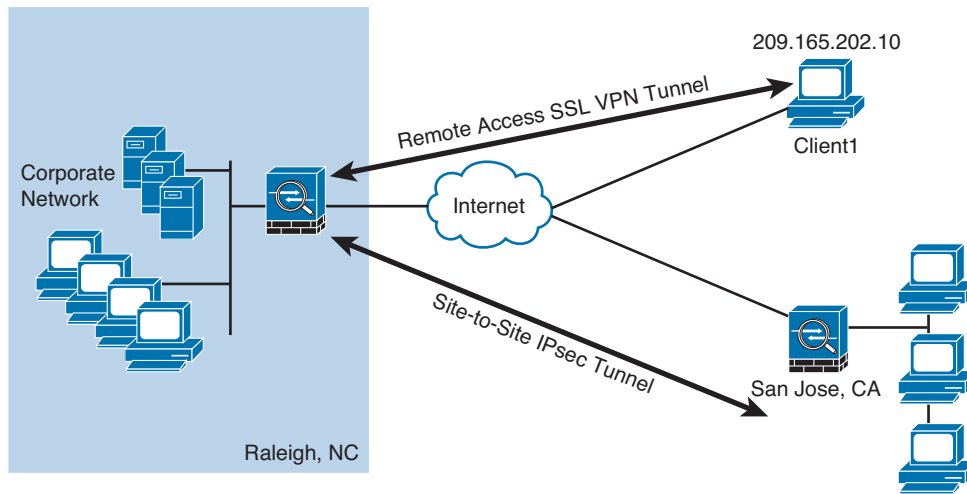 209.165.202.10
Remote Access SSL VPN Tunnel
Client1
Corporate
Network
Internet
Site-to-Site IPsec Tunnel
San Jose, CA
Raleigh, NC